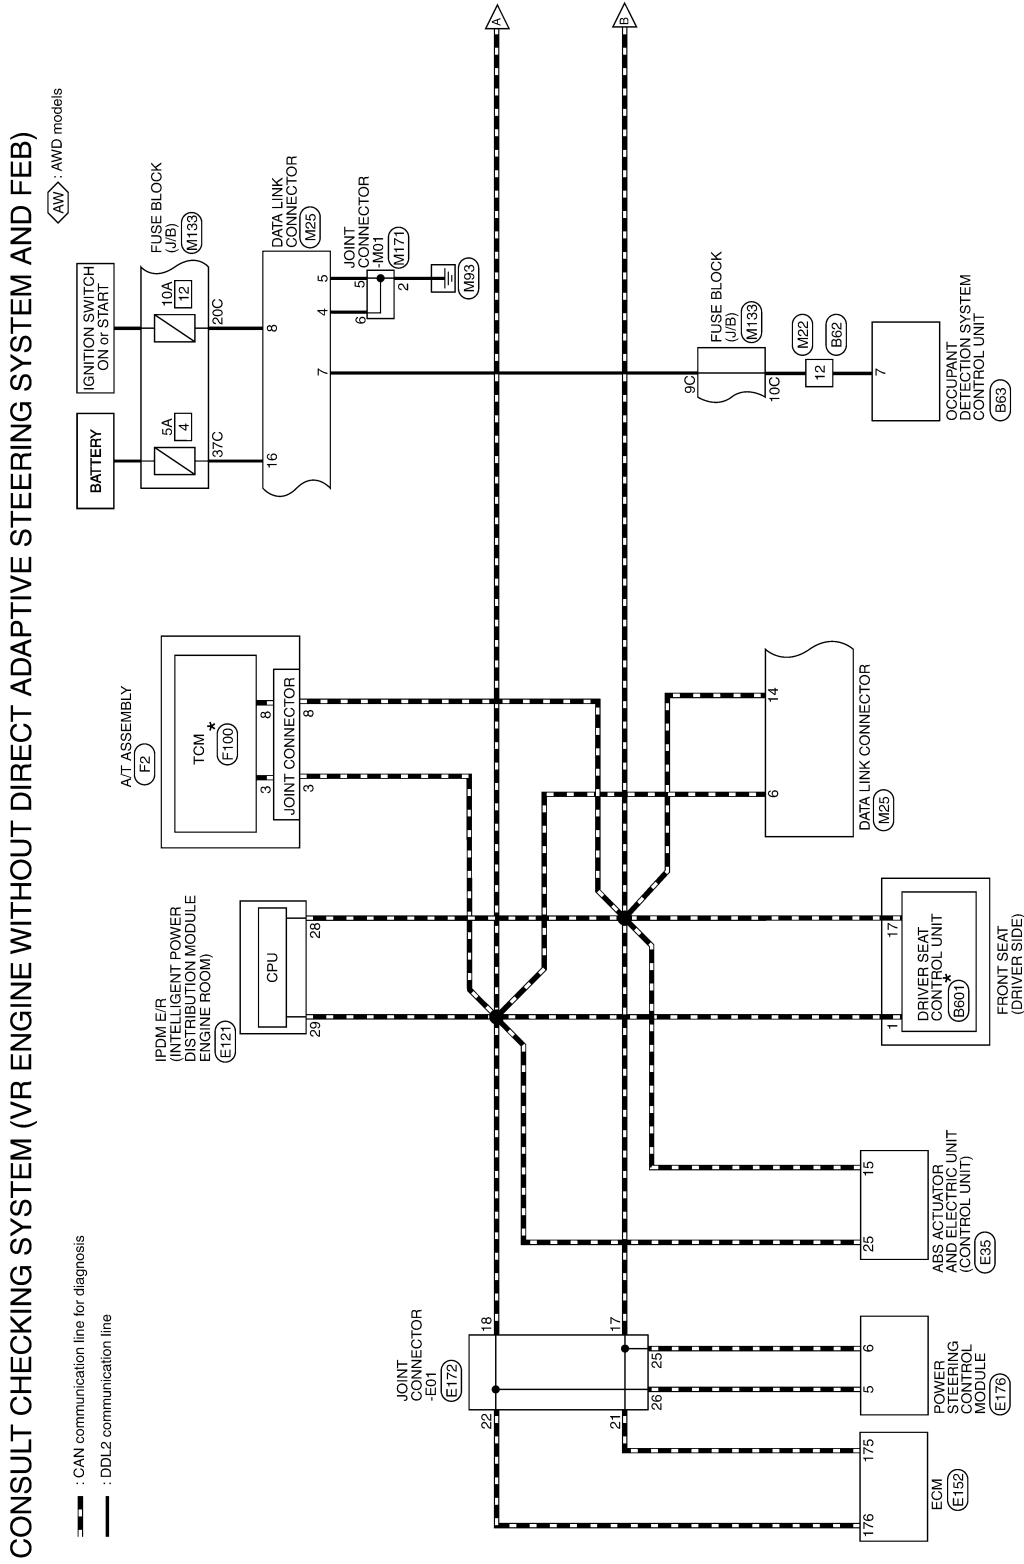 CONSULT CHECKING SYSTEM (VR ENGINE WITHOUT DIRECT ADAPTIVE STEERING SYSTEM AND FEB)
: CAN communication line for diagnosis
: DDL2 communication line
AW : AWD models
BATTERY
IGNITION SWITCH
ON or START
FUSE BLOCK
(J/B)
M133
5A
4
10A
12
37C
20C
DATA LINK
CONNECTOR
M25
16
8
7
4
5
JOINT
CONNECTOR
-M01
M171
6
5
2
M93
A/T ASSEMBLY
F2
TCM
*
F100
3
8
JOINT CONNECTOR
3
8
IPDM E/R
(INTELLIGENT POWER
DISTRIBUTION MODULE
ENGINE ROOM)
E121
CPU
29
28
A
B
JOINT
CONNECTOR
-E01
E172
22
18
21
17
26
25
ECM
E152
176
175
POWER
STEERING
CONTROL
MODULE
E176
5
6
ABS ACTUATOR
AND ELECTRIC UNIT
(CONTROL UNIT)
E35
25
15
1
17
DRIVER SEAT
CONTROL UNIT
*
B601
FRONT SEAT
(DRIVER SIDE)
6
14
DATA LINK CONNECTOR
M25
FUSE BLOCK
(J/B)
M133
9C
10C
M22
12
B62
7
OCCUPANT
DETECTION SYSTEM
CONTROL UNIT
B63